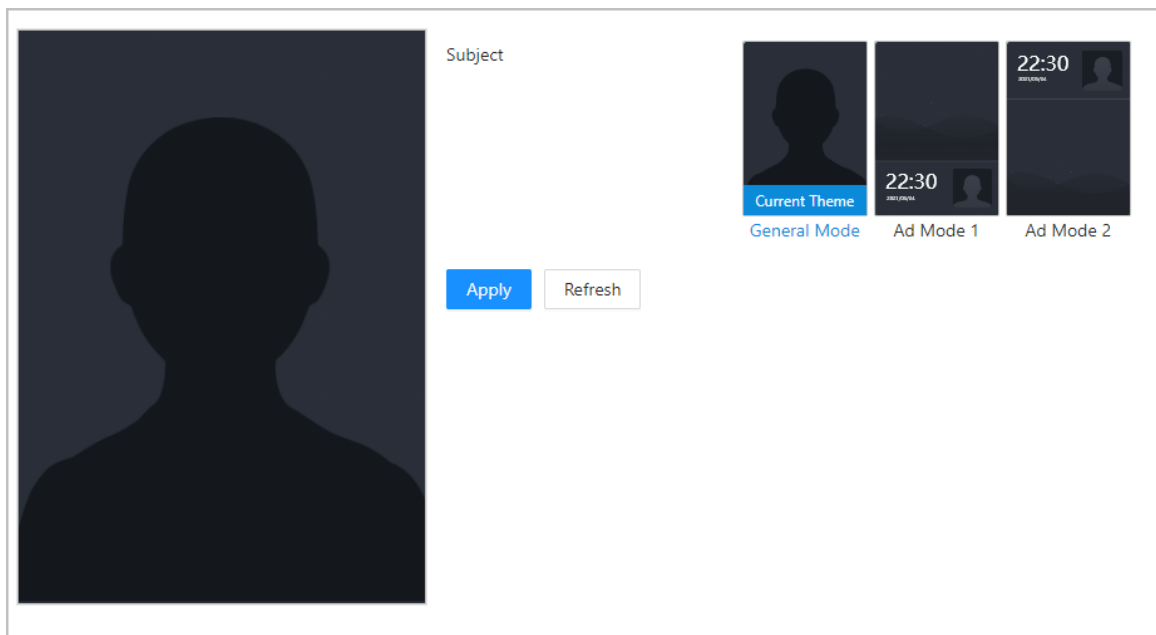 Subject
22:30
22:30
Current Theme
General Mode
Ad Mode 1
Ad Mode 2
Apply
Refresh